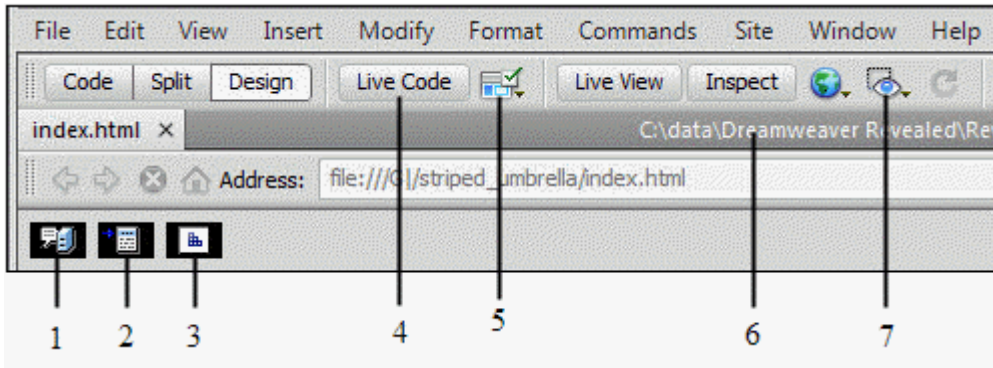 File Edit View Insert Modify Format Commands Site Window Help
Code Split Design Live Code Live View Inspect
index.html × C:\data\Dreamweaver Revealed\Re
Address: file:///G|/striped_umbrella/index.html
1 2 3 4 5 6 7